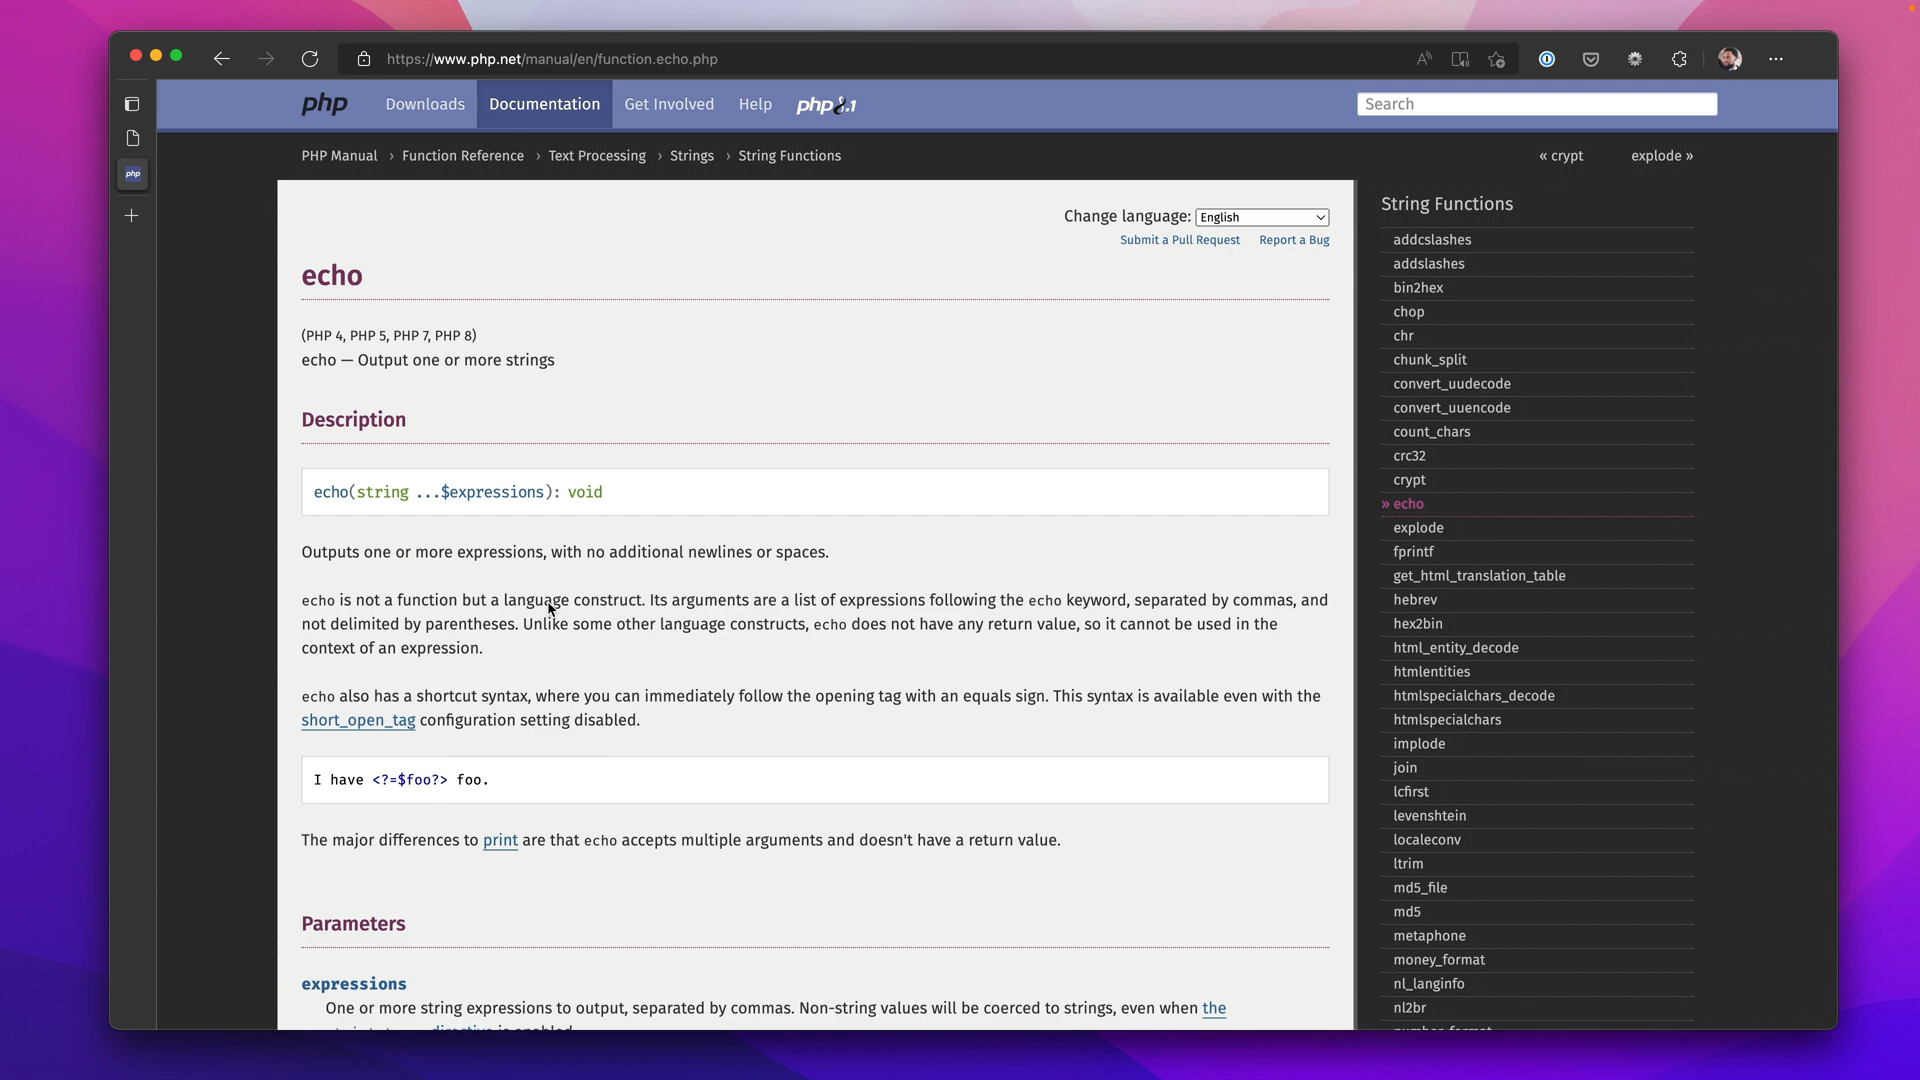 https://www.php.net/manual/en/function.echo.php
php Downloads Documentation Get Involved Help php8.1 Search
php
PHP Manual › Function Reference › Text Processing › Strings › String Functions « crypt explode »
Change language: English
Submit a Pull Request Report a Bug
echo
(PHP 4, PHP 5, PHP 7, PHP 8)
echo — Output one or more strings
Description
echo(string ...$expressions): void
Outputs one or more expressions, with no additional newlines or spaces.
echo is not a function but a language construct. Its arguments are a list of expressions following the echo keyword, separated by commas, and
not delimited by parentheses. Unlike some other language constructs, echo does not have any return value, so it cannot be used in the
context of an expression.
echo also has a shortcut syntax, where you can immediately follow the opening tag with an equals sign. This syntax is available even with the
short_open_tag configuration setting disabled.
I have <?=$foo?> foo.
The major differences to print are that echo accepts multiple arguments and doesn't have a return value.
Parameters
expressions
One or more string expressions to output, separated by commas. Non-string values will be coerced to strings, even when the
String Functions
addcslashes
addslashes
bin2hex
chop
chr
chunk_split
convert_uudecode
convert_uuencode
count_chars
crc32
crypt
» echo
explode
fprintf
get_html_translation_table
hebrev
hex2bin
html_entity_decode
htmlentities
htmlspecialchars_decode
htmlspecialchars
implode
join
lcfirst
levenshtein
localeconv
ltrim
md5_file
md5
metaphone
money_format
nl_langinfo
nl2br